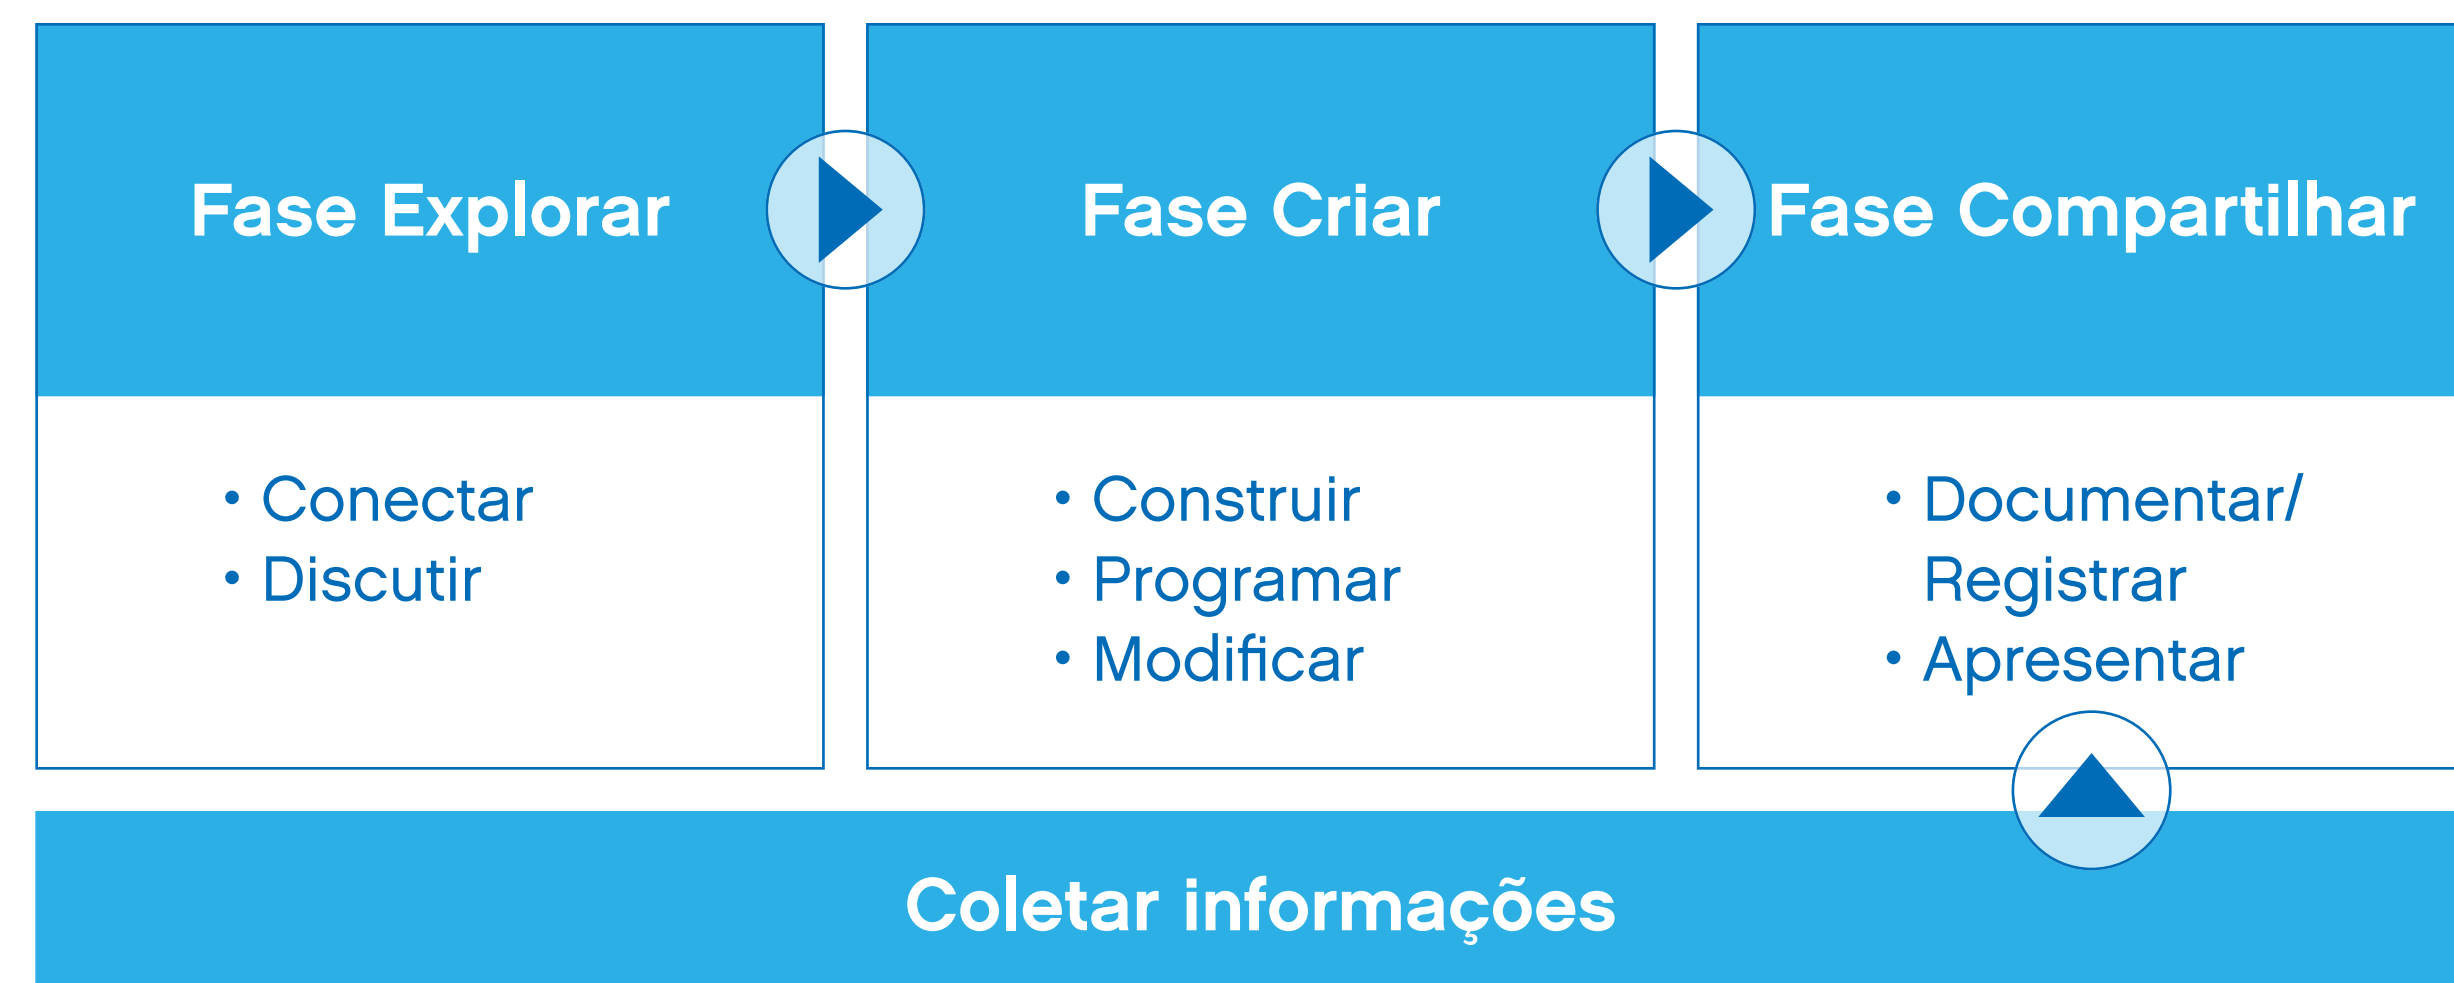 Fase Explorar
• Conectar
• Discutir
Fase Criar
• Construir
• Programar
• Modificar
Fase Compartilhar
• Documentar/
Registrar
• Apresentar
Coletar informações